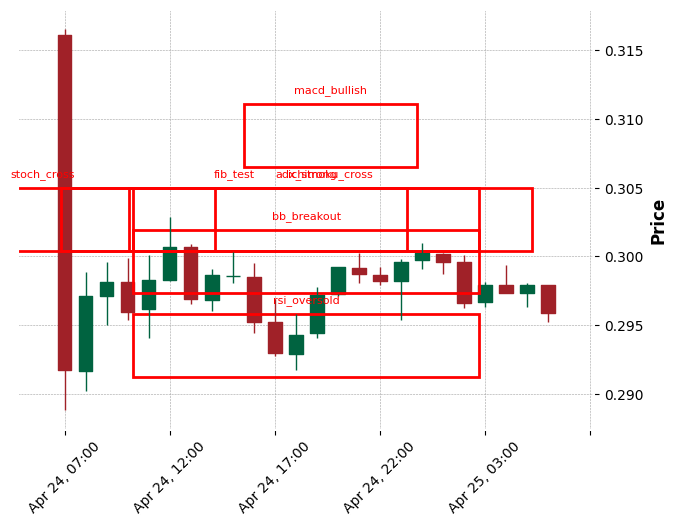 0.315
macd_bullish
0.310
stoch_cross
fib_test
0.305
bb_breakout
Price
0.300
rsi_oversold
0.295
0.290
Apr 24, 07:00
Apr 24, 12:00
Apr 24, 17:00
Apr 24, 22:00
Apr 25, 03:00